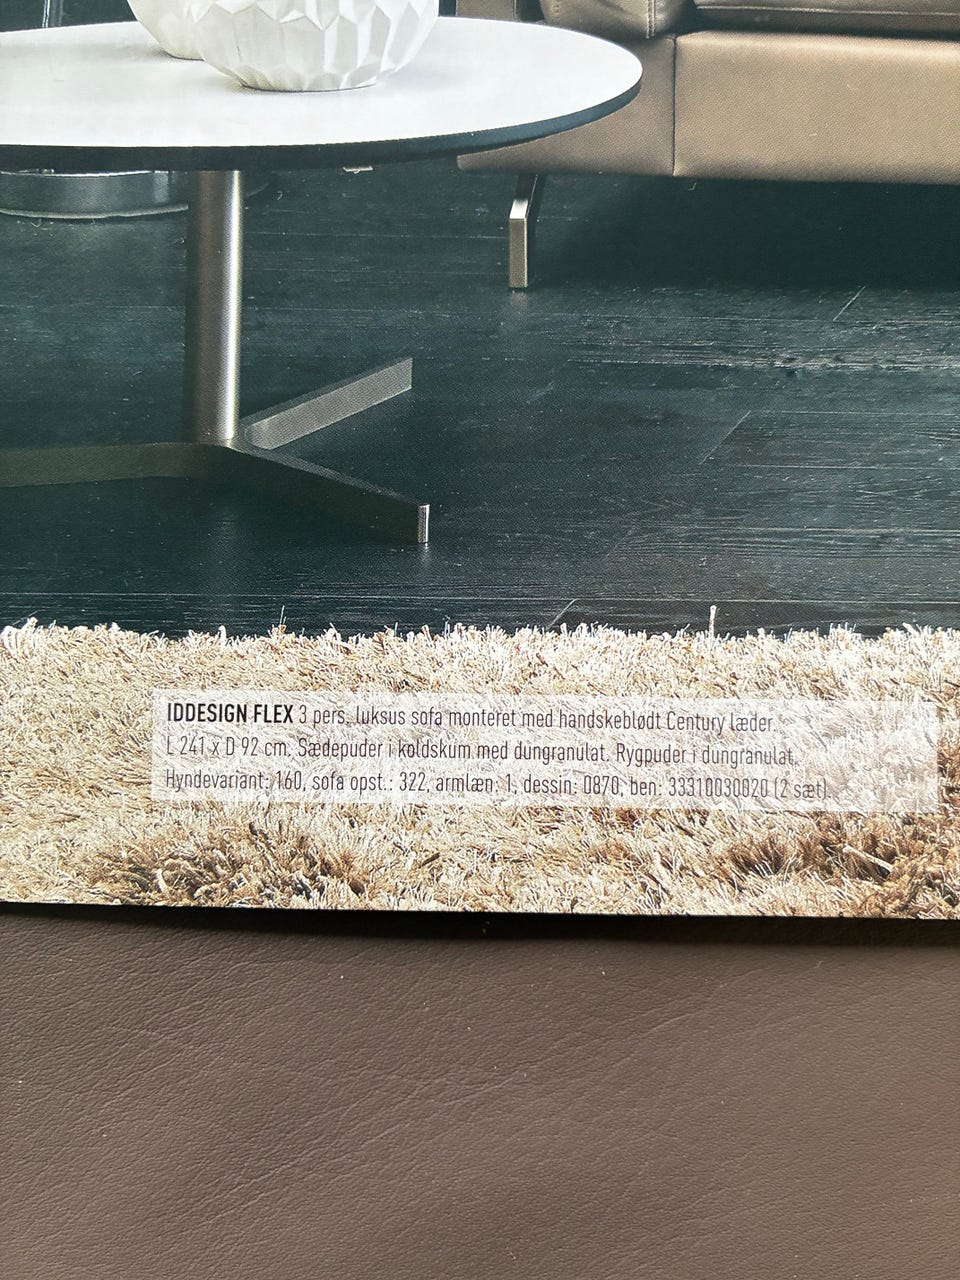 IDDESIGN FLEX 3 pers. luksus sofa monteret med handskeblødt Century læder.
L 241 x D 92 cm. Sædepuder i koldskum med dungranulat. Rygpuder i dungranulat.
Hyndevariant: 160, sofa opst.: 322, armlæn: 1, dessin: 0870, ben: 33310030020 (2 sæt).